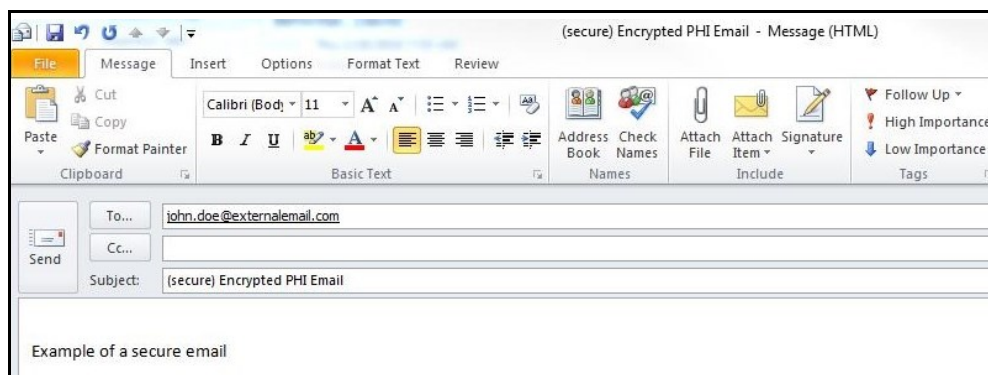 (secure) Encrypted PHI Email - Message (HTML)
File Message Insert Options Format Text Review
Cut
Copy
Paste
Format Painter
Clipboard
Calibri (Body 11 A A Aa
B I U ab A
Basic Text
Address Book
Check Names
Names
Attach File
Attach Item
Signature
Include
Follow Up
High Importance
Low Importance
Tags
Send
To... john.doe@externalemail.com
Cc...
Subject: (secure) Encrypted PHI Email
Example of a secure email